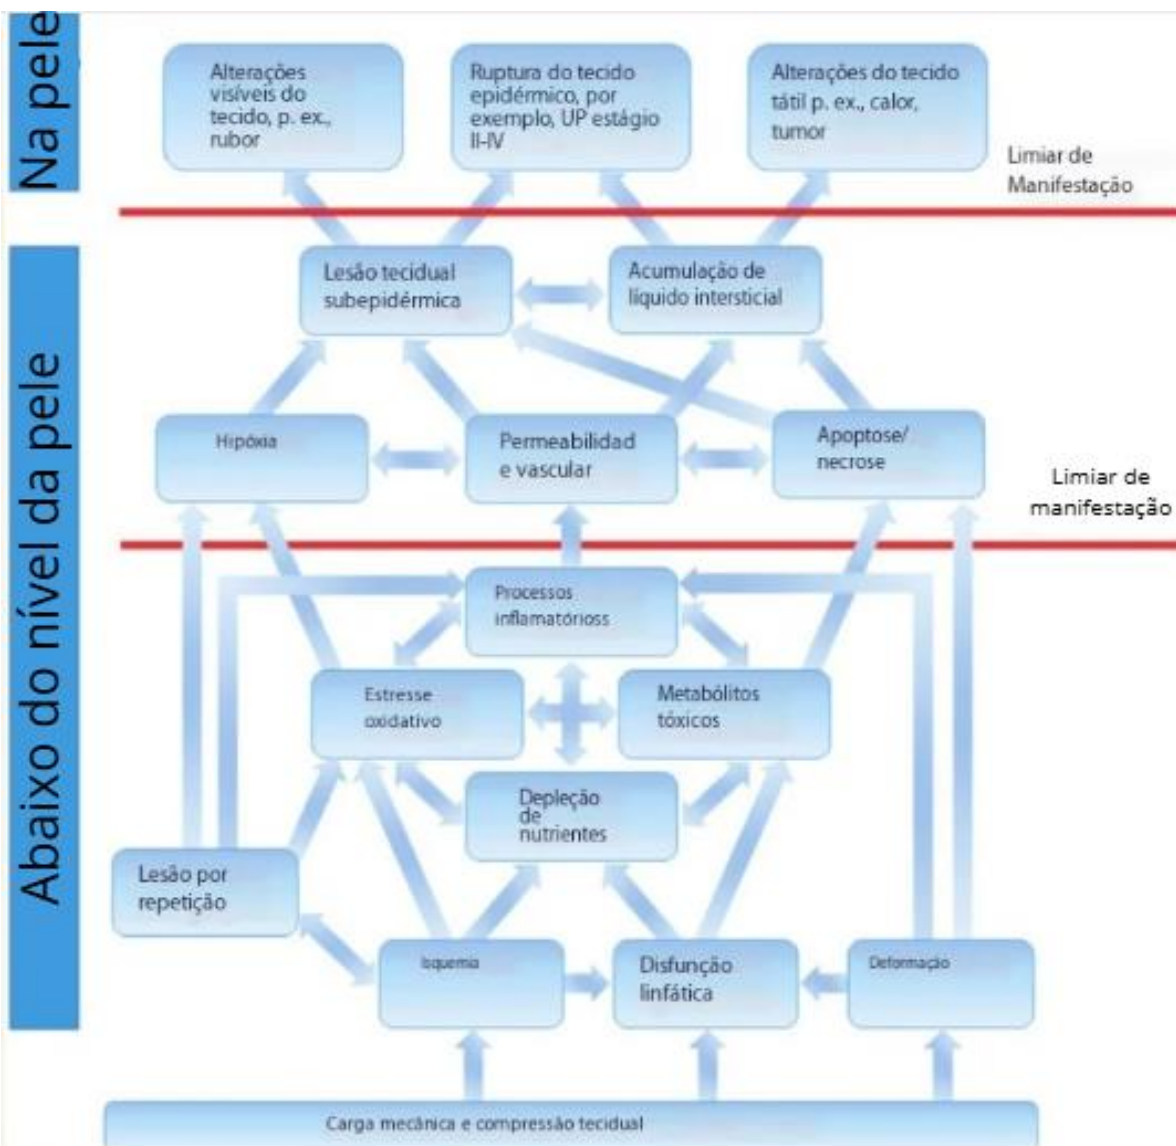 Na pele
Alterações
visíveis do
tecido, p. ex.,
rubor
Ruptura do tecido
epidérmico, por
exemplo, UP estágio
II-IV
Alterações do tecido
tátil p. ex., calor,
tumor
Limiar de
Manifestação
Abaixo do nível da pele
Lesão tecidual
subepidérmica
Acumulação de
líquido intersticial
Hipóxia
Permeabilidad
e vascular
Apoptose/
necrose
Limiar de
manifestação
Processos
inflamatórioss
Estresse
oxidativo
Metabólitos
tóxicos
Depleção
de
nutrientes
Lesão por
repetição
Isquemia
Disfunção
linfática
Deformação
Carga mecânica e compressão tecidual